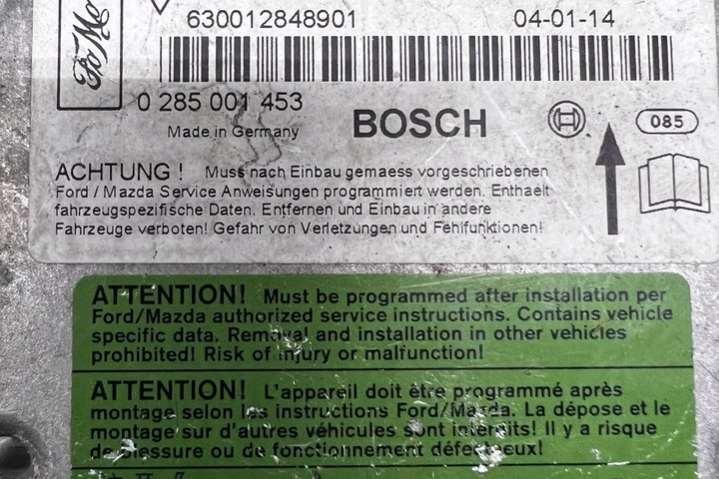 FoMo
630012848901 04-01-14
0 285 001 453
Made in Germany BOSCH 085
ACHTUNG ! Muss nach Einbau gemaess vorgeschriebenen
Ford / Mazda Service Anweisungen programmiert werden. Enthaelt
fahrzeugspezifische Daten. Entfernen und Einbau in andere
Fahrzeuge verboten! Gefahr von Verletzungen und Fehlfunktionen!
ATTENTION! Must be programmed after installation per
Ford/Mazda authorized service instructions. Contains vehicle
specific data. Removal and installation in other vehicles
prohibited! Risk of injury or malfunction!
ATTENTION! L'appareil doit être programmé après
montage selon les instructions Ford/Mazda. La dépose et le
montage sur d'autres véhicules sont interdits! Il y a risque
de blessure ou de fonctionnement défectueux!